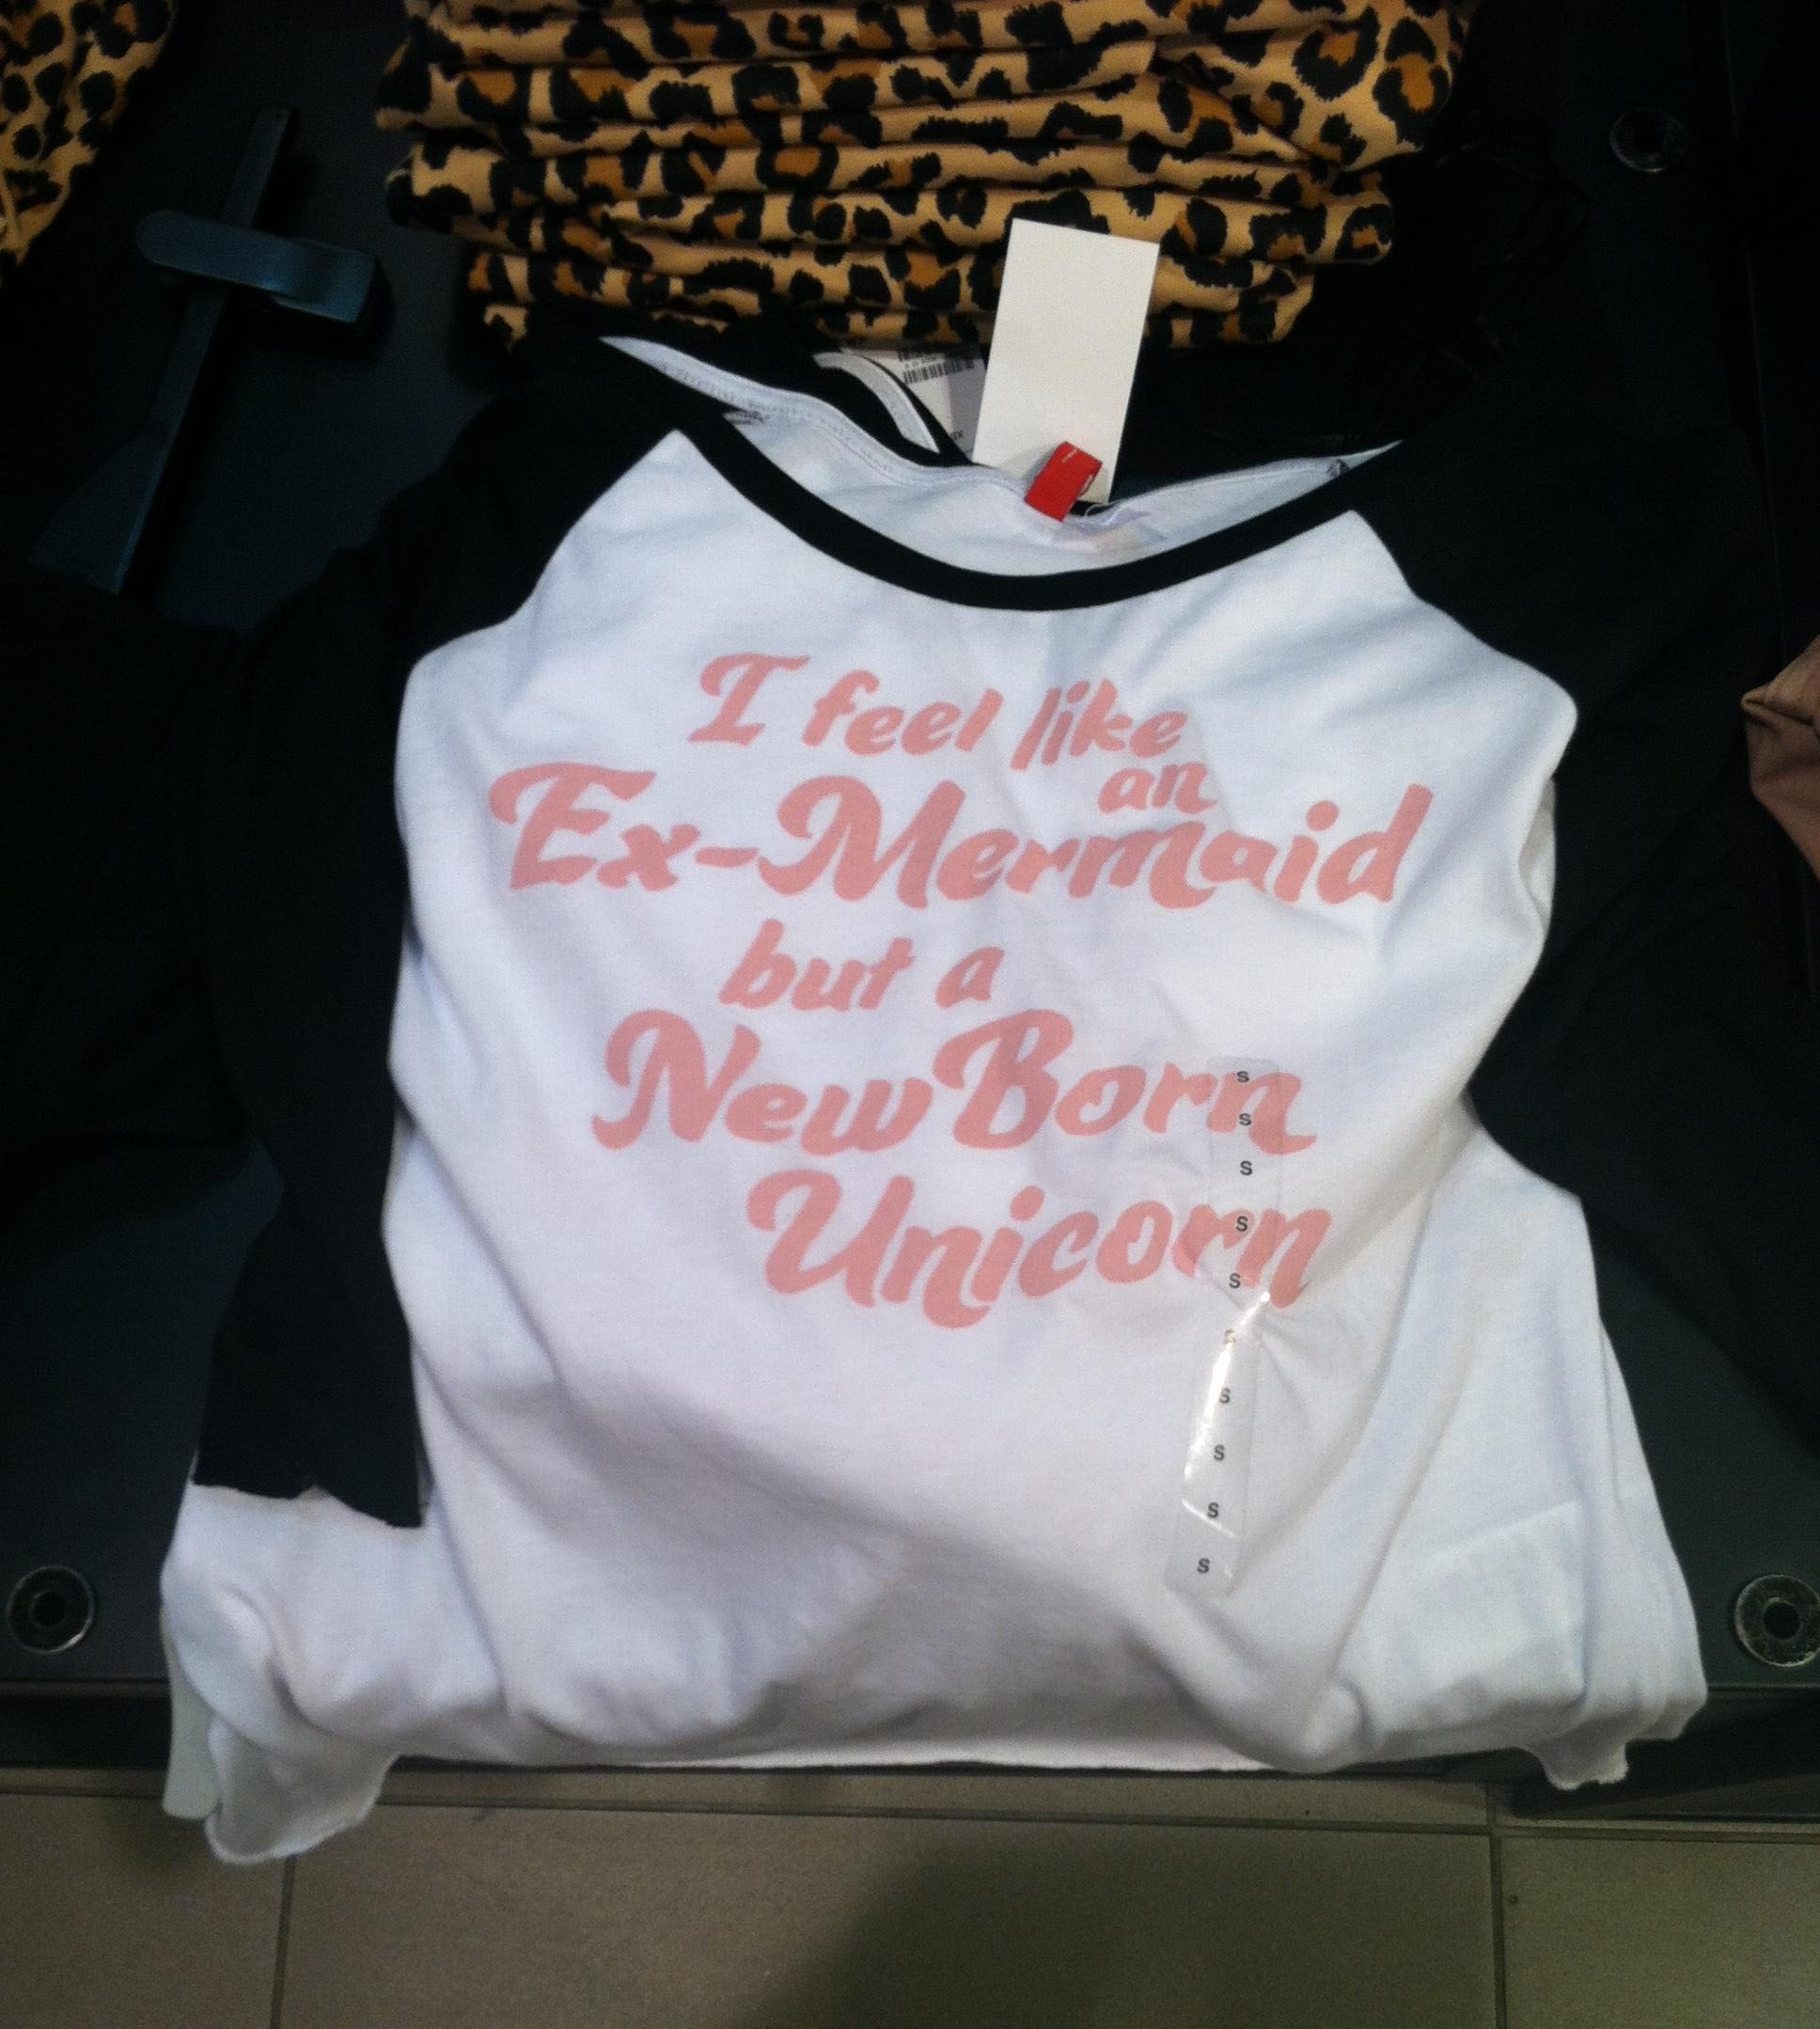 I feel like
an
Ex-Mermaid
but a
New Born
Unicorn
S
S
S
S
S
S
S
S
S
S